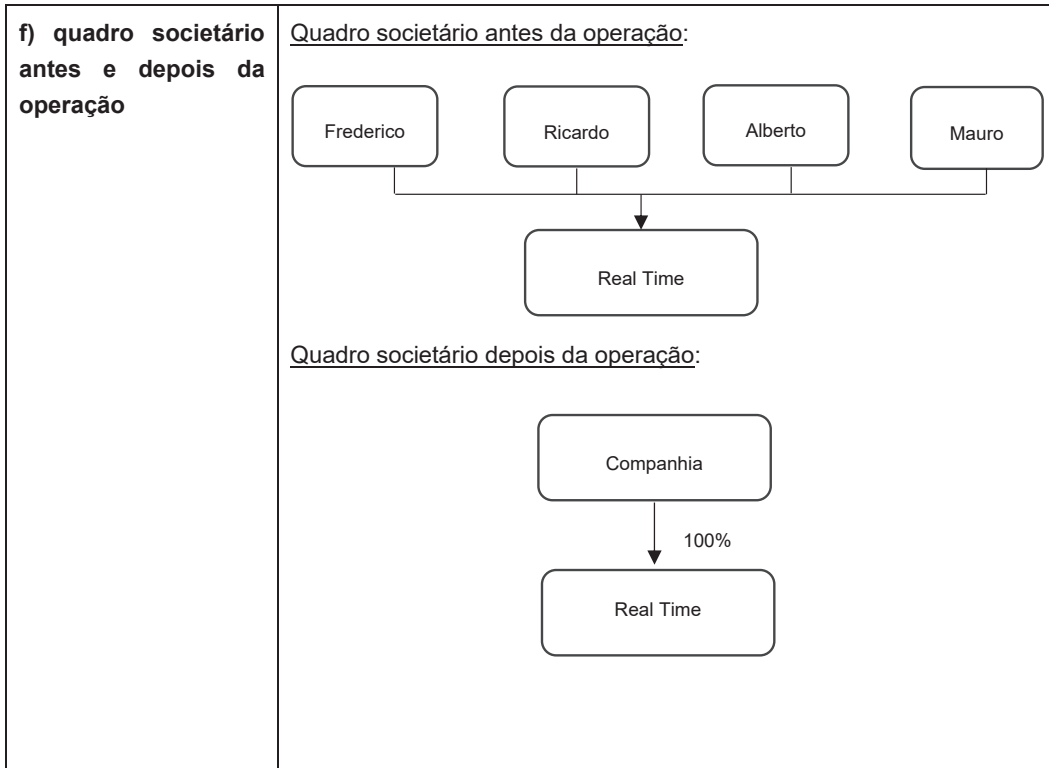 f) quadro societário
antes e depois da
operação
Quadro societário antes da operação:
Frederico
Ricardo
Alberto
Mauro
Real Time
Quadro societário depois da operação:
Companhia
100%
Real Time